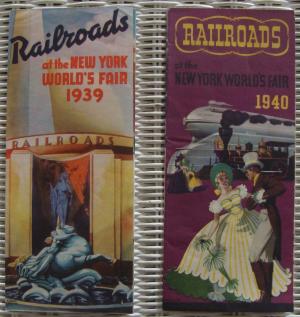 Railroads
at the NEW YORK
WORLD'S FAIR
1939
RAILROADS
RAILROADS
at the
NEW YORK WORLD'S FAIR
1940